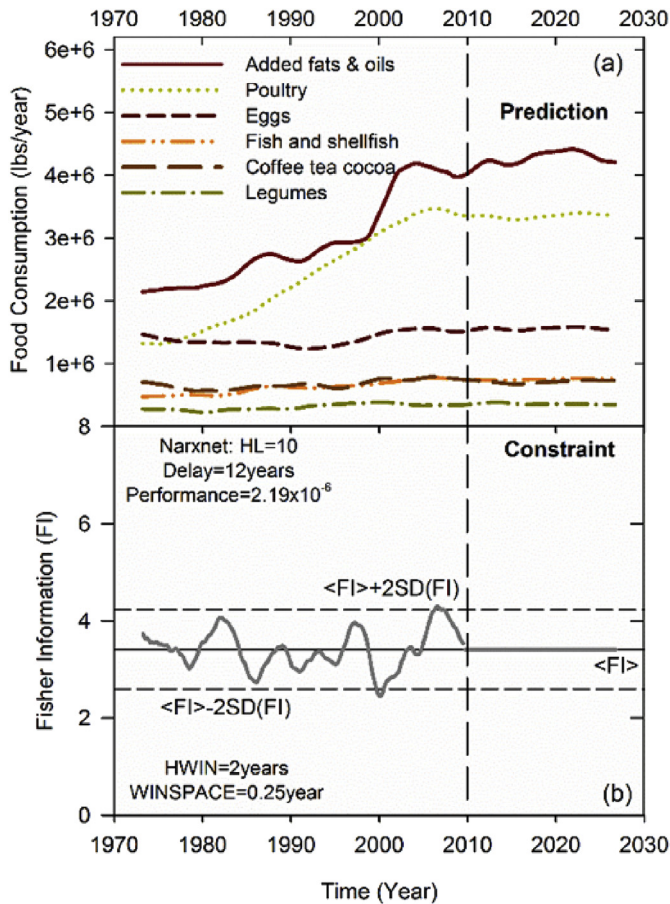 1970 1980 1990 2000 2010 2020 2030
6e+6
5e+6
4e+6
3e+6
2e+6
1e+6
Food Consumption (lbs/year)
Added fats & oils
Poultry
Eggs
Fish and shellfish
Coffee tea cocoa
Legumes
(a)
Prediction
8
6
4
2
0
Fisher Information (FI)
Narxnet: HL=10
Delay=12years
Performance=2.19x10-6
Constraint
<FI>+2SD(FI)
<FI>
<FI>-2SD(FI)
HWIN=2years
WINSPACE=0.25year
(b)
1970 1980 1990 2000 2010 2020 2030
Time (Year)